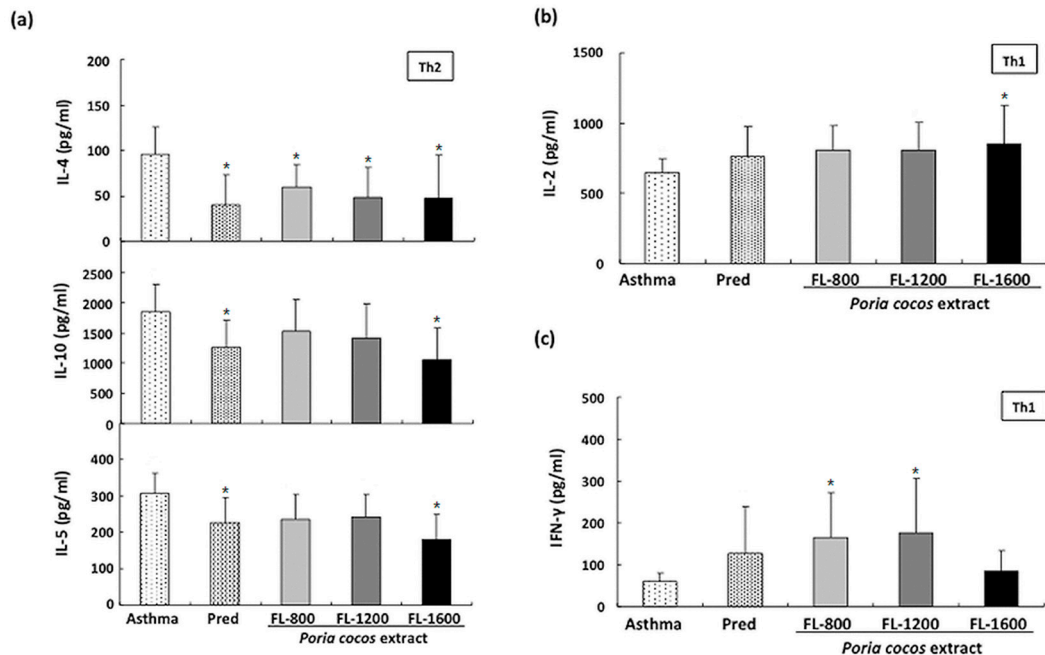 (a)
Th2
IL-4 (pg/ml)
200
150
100
50
0
* * * *
IL-10 (pg/ml)
2500
2000
1500
1000
500
0
* *
IL-5 (pg/ml)
400
300
200
100
0
* *
Asthma Pred FL-800 FL-1200 FL-1600
Poria cocos extract
(b)
Th1
IL-2 (pg/ml)
1500
1000
500
0
*
Asthma Pred FL-800 FL-1200 FL-1600
Poria cocos extract
(c)
Th1
IFN-γ (pg/ml)
500
400
300
200
100
0
* *
Asthma Pred FL-800 FL-1200 FL-1600
Poria cocos extract